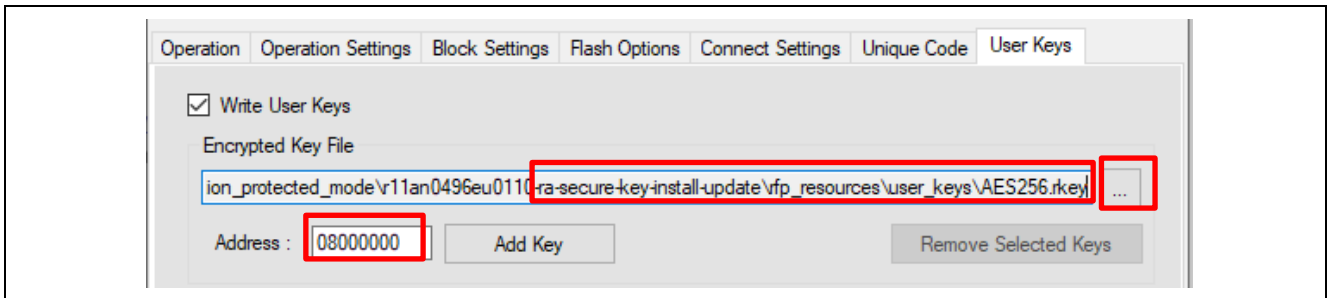 Operation Operation Settings Block Settings Flash Options Connect Settings Unique Code User Keys
Write User Keys
Encrypted Key File
ion_protected_mode\r11an0496eu0110-ra-secure-key-install-update\rfp_resources\user_keys\AES256.rkey ...
Address : 08000000 Add Key Remove Selected Keys